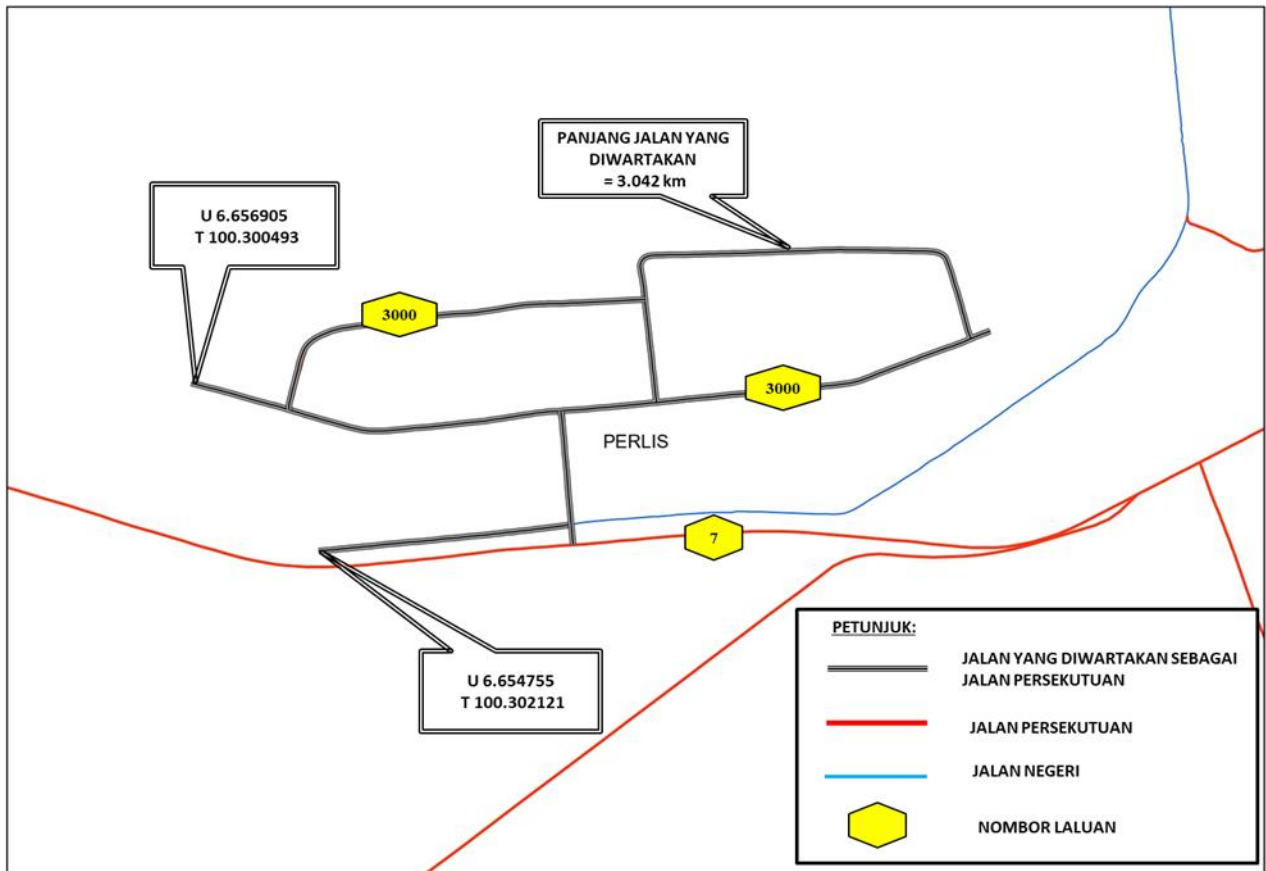 PANJANG JALAN YANG
DIWARTAKAN
= 3.042 km
U 6.656905
T 100.300493
3000
3000
PERLIS
7
U 6.654755
T 100.302121
PETUNJUK:
JALAN YANG DIWARTAKAN SEBAGAI
JALAN PERSEKUTUAN
JALAN PERSEKUTUAN
JALAN NEGERI
NOMBOR LALUAN